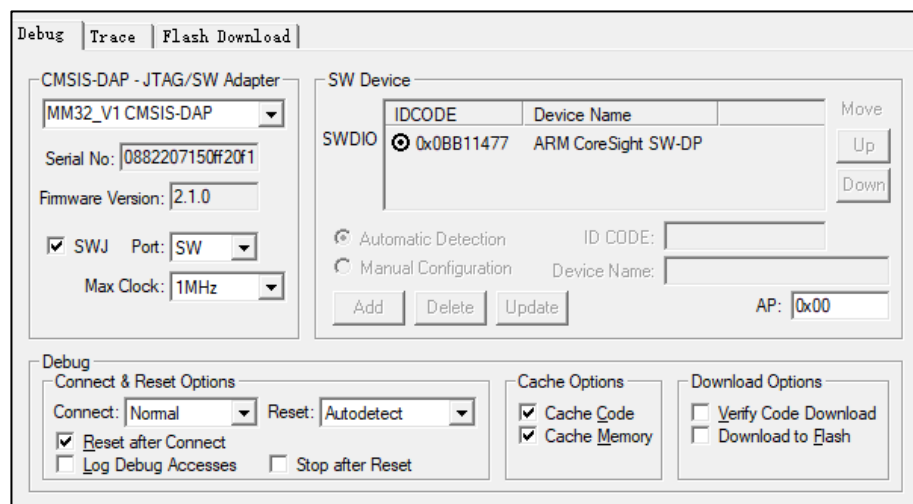 Debug Trace Flash Download
CMSIS-DAP - JTAG/SW Adapter
MM32_V1 CMSIS-DAP
Serial No: 0882207150ff20f1
Firmware Version: 2.1.0
SWJ Port: SW
Max Clock: 1MHz
SW Device
IDCODE Device Name
SWDIO 0x0BB11477 ARM CoreSight SW-DP
Move
Up
Down
Automatic Detection ID CODE:
Manual Configuration Device Name:
Add Delete Update AP: 0x00
Debug
Connect & Reset Options
Connect: Normal Reset: Autodetect
Reset after Connect
Log Debug Accesses Stop after Reset
Cache Options
Cache Code
Cache Memory
Download Options
Verify Code Download
Download to Flash